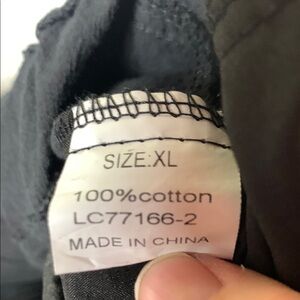 SIZE:XL
100%cotton
LC77166-2
MADE IN CHINA